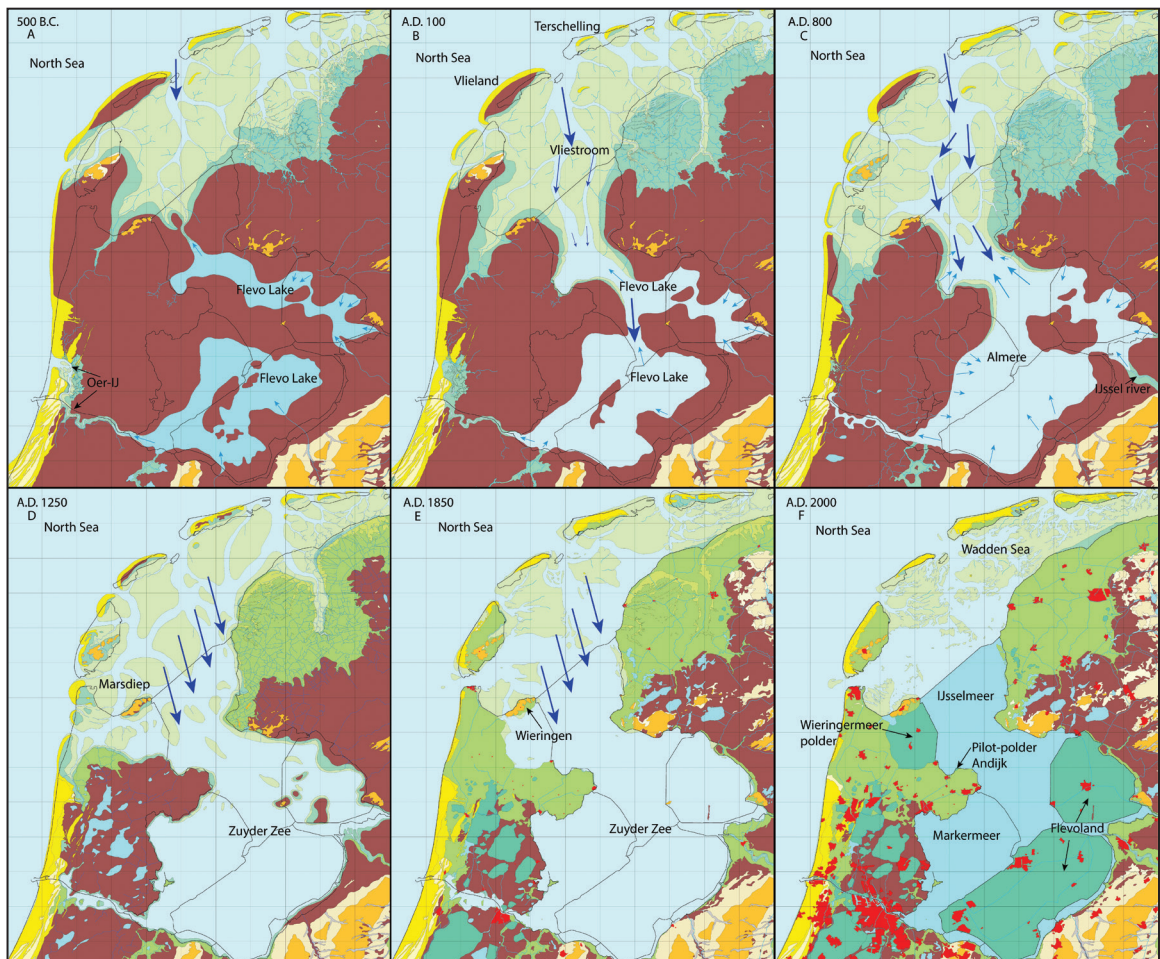 500 B.C.
A
North Sea
Flevo Lake
Flevo Lake
Oer-IJ
A.D. 100
B
Terschelling
North Sea
Vlieland
Vliestroom
Flevo Lake
Flevo Lake
A.D. 800
C
North Sea
Almere
IJssel river
A.D. 1250
D
North Sea
Marsdiep
Zuyder Zee
A.D. 1850
E
North Sea
Wieringen
Zuyder Zee
A.D. 2000
F
North Sea
Wadden Sea
IJsselmeer
Wieringermeer
polder
Pilot-polder
Andijk
Markermeer
Flevoland